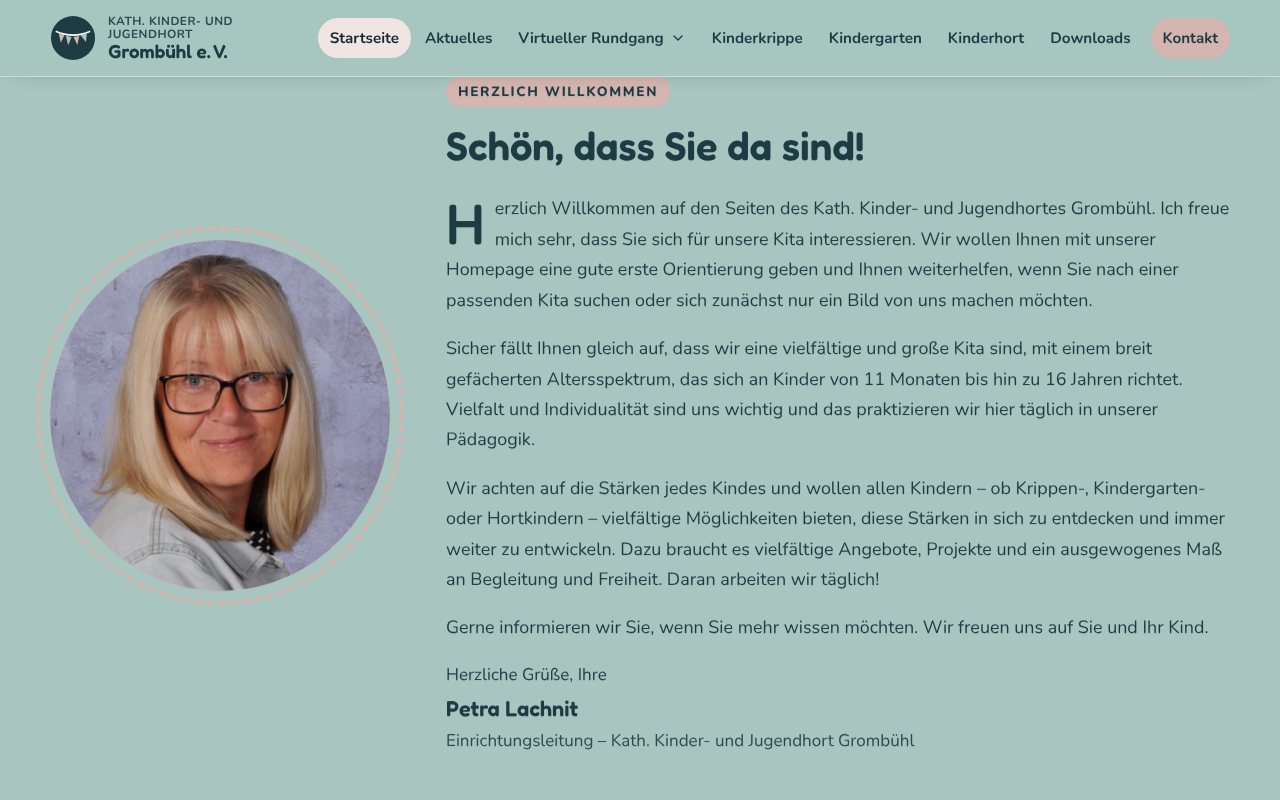 KATH. KINDER- UND
JUGENDHORT
Grombühl e. V.
Startseite Aktuelles Virtueller Rundgang Kinderkrippe Kindergarten Kinderhort Downloads Kontakt
HERZLICH WILLKOMMEN
Schön, dass Sie da sind!
Herzlich Willkommen auf den Seiten des Kath. Kinder- und Jugendhortes Grombühl. Ich freue
mich sehr, dass Sie sich für unsere Kita interessieren. Wir wollen Ihnen mit unserer
Homepage eine gute erste Orientierung geben und Ihnen weiterhelfen, wenn Sie nach einer
passenden Kita suchen oder sich zunächst nur ein Bild von uns machen möchten.
Sicher fällt Ihnen gleich auf, dass wir eine vielfältige und große Kita sind, mit einem breit
gefächerten Altersspektrum, das sich an Kinder von 11 Monaten bis hin zu 16 Jahren richtet.
Vielfalt und Individualität sind uns wichtig und das praktizieren wir hier täglich in unserer
Pädagogik.
Wir achten auf die Stärken jedes Kindes und wollen allen Kindern – ob Krippen-, Kindergarten-
oder Hortkindern – vielfältige Möglichkeiten bieten, diese Stärken in sich zu entdecken und immer
weiter zu entwickeln. Dazu braucht es vielfältige Angebote, Projekte und ein ausgewogenes Maß
an Begleitung und Freiheit. Daran arbeiten wir täglich!
Gerne informieren wir Sie, wenn Sie mehr wissen möchten. Wir freuen uns auf Sie und Ihr Kind.
Herzliche Grüße, Ihre
Petra Lachnit
Einrichtungsleitung – Kath. Kinder- und Jugendhort Grombühl